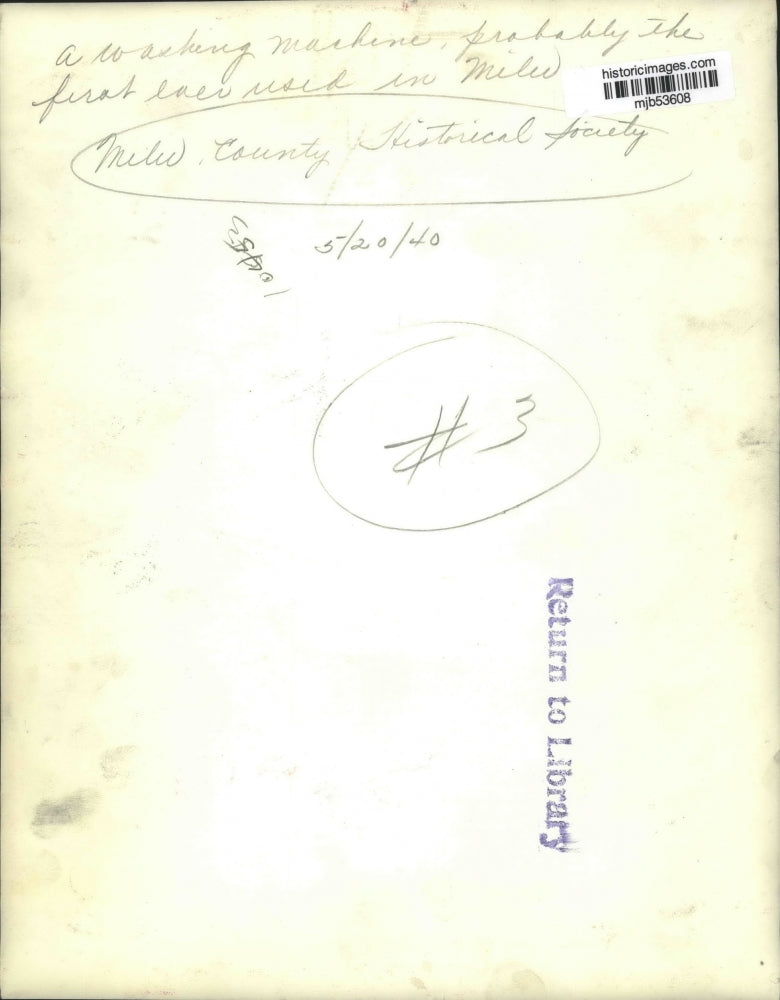 a washing machine, probably the
first ever used in Milw
historicimages.com
mjb53608
Milw. County Historical Society
5/20/40
#3
Return to Library